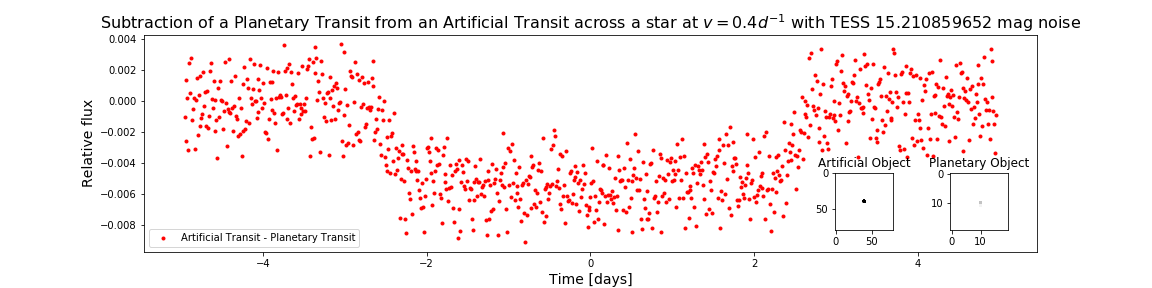 Subtraction of a Planetary Transit from an Artificial Transit across a star at v = 0.4d⁻¹ with TESS 15.210859652 mag noise
0.004
0.002
0.000
−0.002
−0.004
−0.006
−0.008
Relative flux
Artificial Transit - Planetary Transit
Artificial Object
0
50
0 50
Planetary Object
0
10
0 10
−4 −2 0 2 4
Time [days]